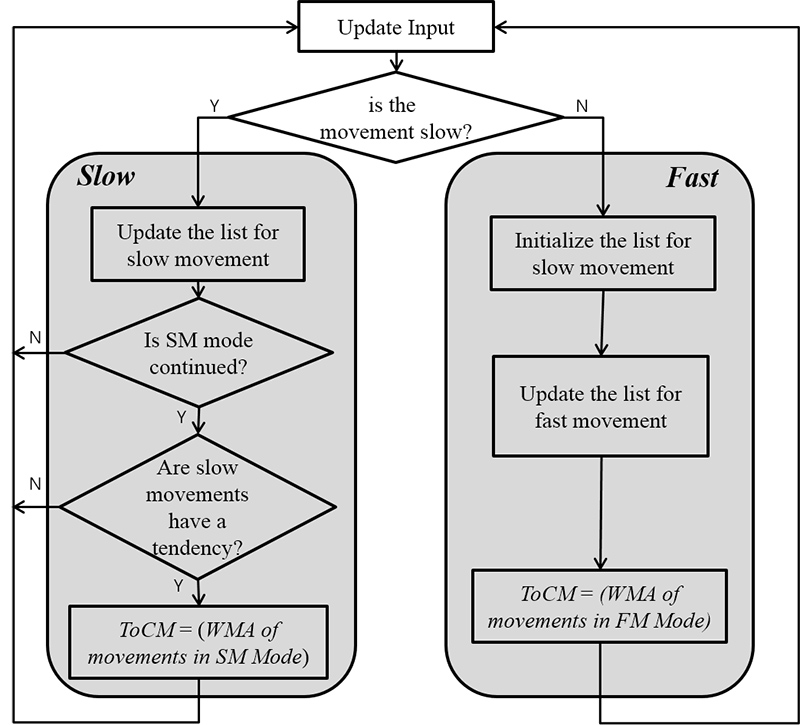 Update Input
is the
movement slow?
Y
N
Slow
Update the list for
slow movement
Is SM mode
continued?
N
Y
Are slow
movements
have a
tendency?
N
Y
ToCM = (WMA of
movements in SM Mode)
Fast
Initialize the list for
slow movement
Update the list for
fast movement
ToCM = (WMA of
movements in FM Mode)